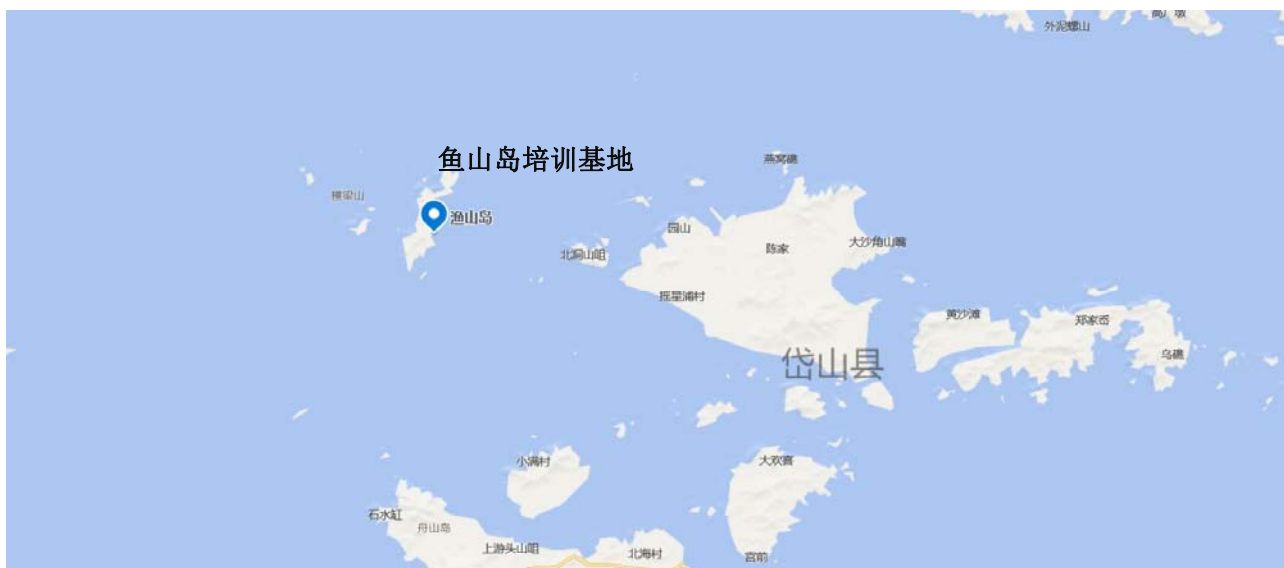 外泥螺山
鱼山岛培训基地
燕窝礁
横梁山
渔山岛
园山
陈家
大沙角山嘴
北洞山咀
摇星浦村
黄沙滩
郑家岙
乌礁
岱山县
小满村
大欢喜
石水缸
舟山岛
上游头山咀
北海村
宫前